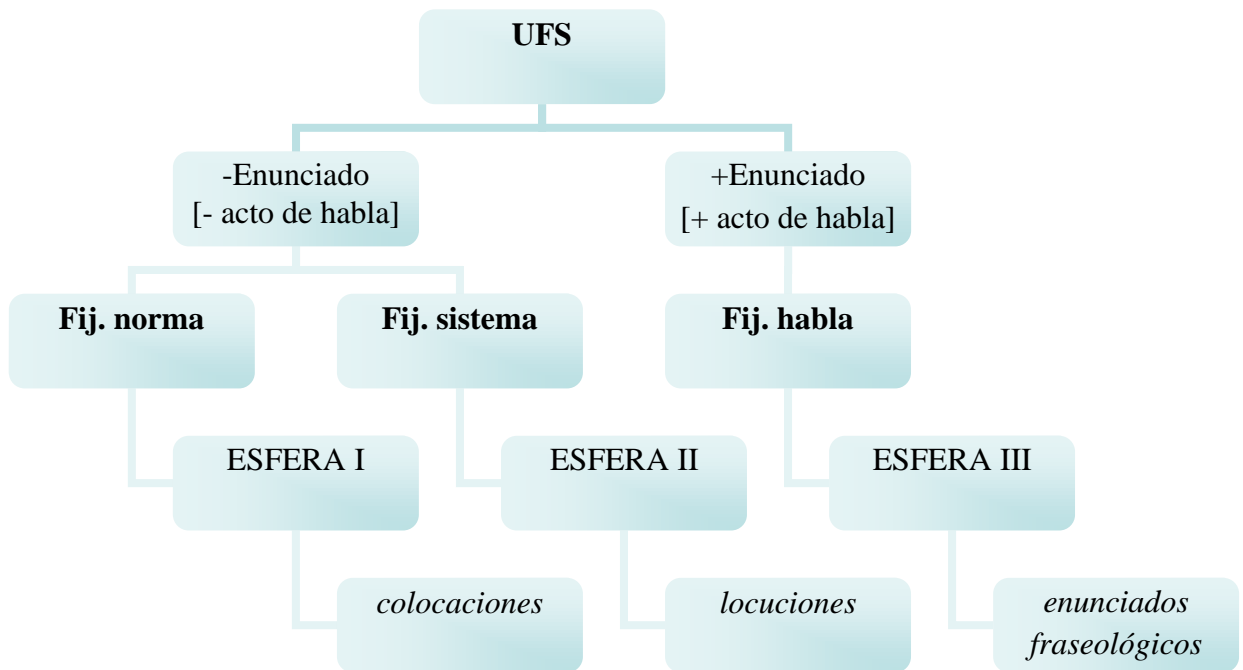 UFS
-Enunciado
[- acto de habla]
+Enunciado
[+ acto de habla]
Fij. norma
Fij. sistema
Fij. habla
ESFERA I
ESFERA II
ESFERA III
colocaciones
locuciones
enunciados
fraseológicos